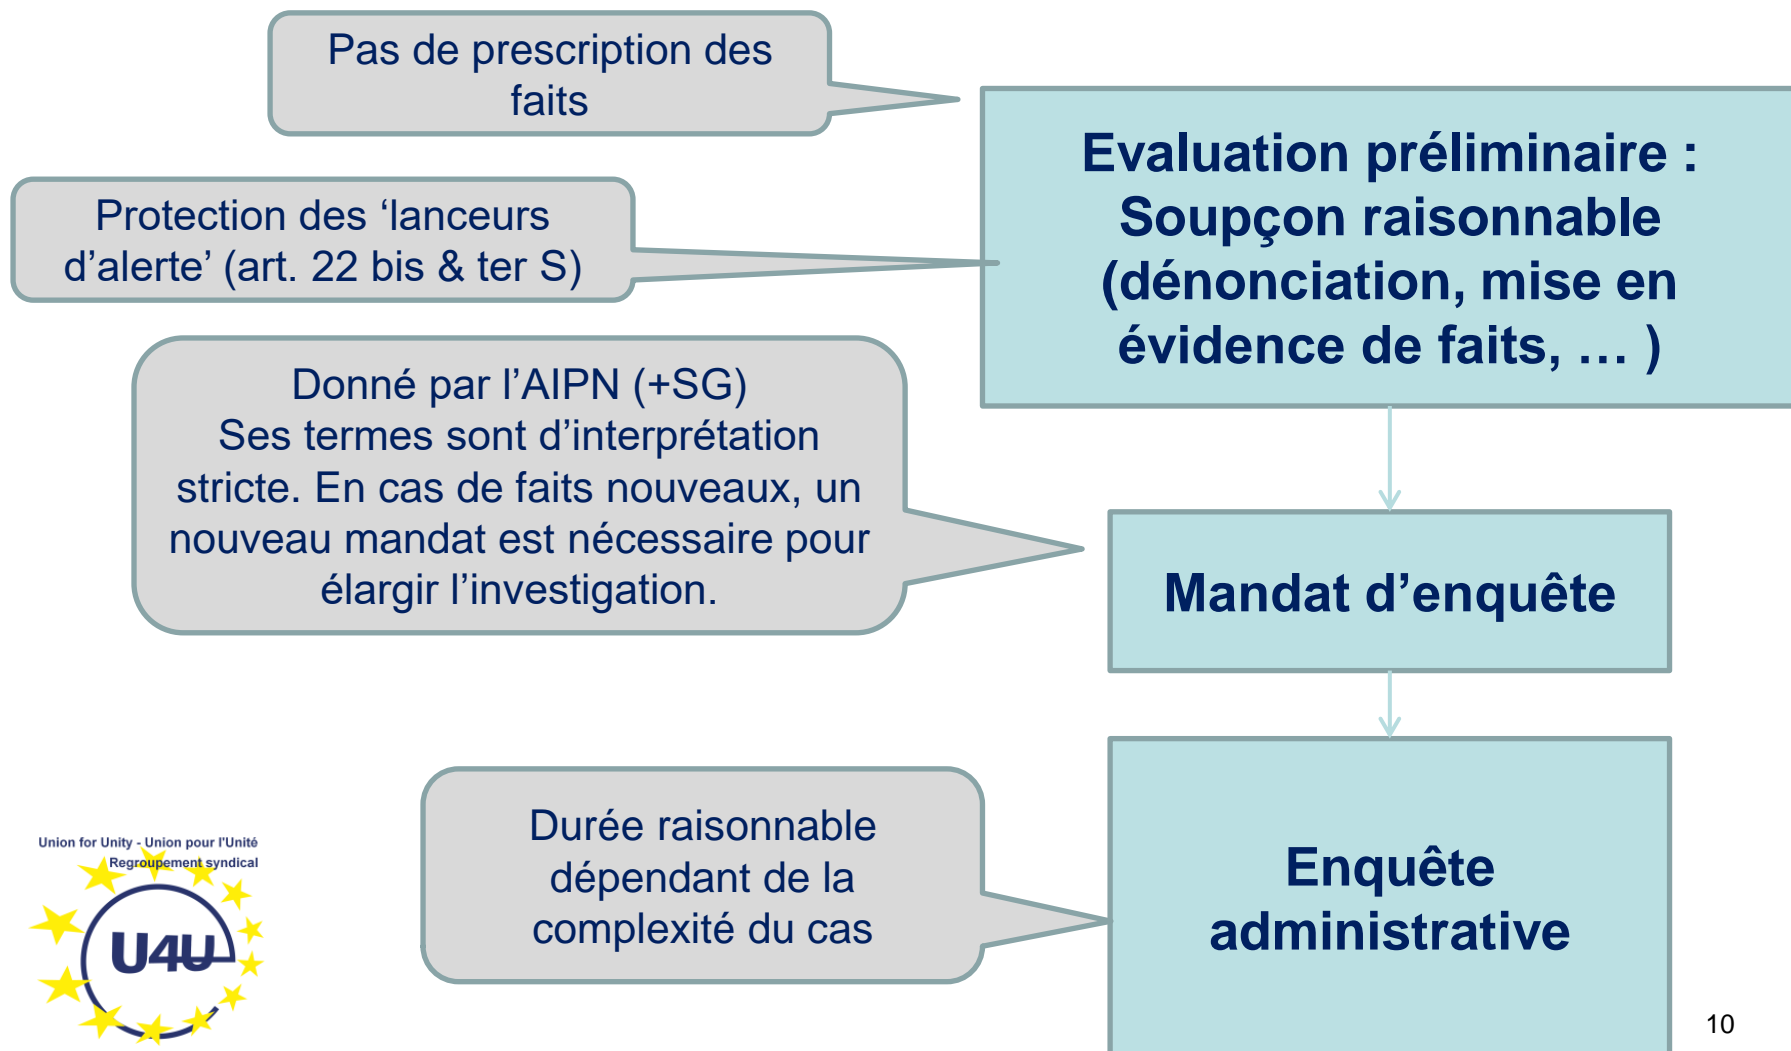 Pas de prescription des
faits
Evaluation préliminaire :
Soupçon raisonnable
(dénonciation, mise en
évidence de faits, … )
Protection des ‘lanceurs
d’alerte’ (art. 22 bis & ter S)
Donné par l’AIPN (+SG)
Ses termes sont d’interprétation
stricte. En cas de faits nouveaux, un
nouveau mandat est nécessaire pour
élargir l’investigation.
Mandat d’enquête
Durée raisonnable
dépendant de la
complexité du cas
Enquête
administrative
Union for Unity - Union pour l'Unité
Regroupement syndical
U4U
10